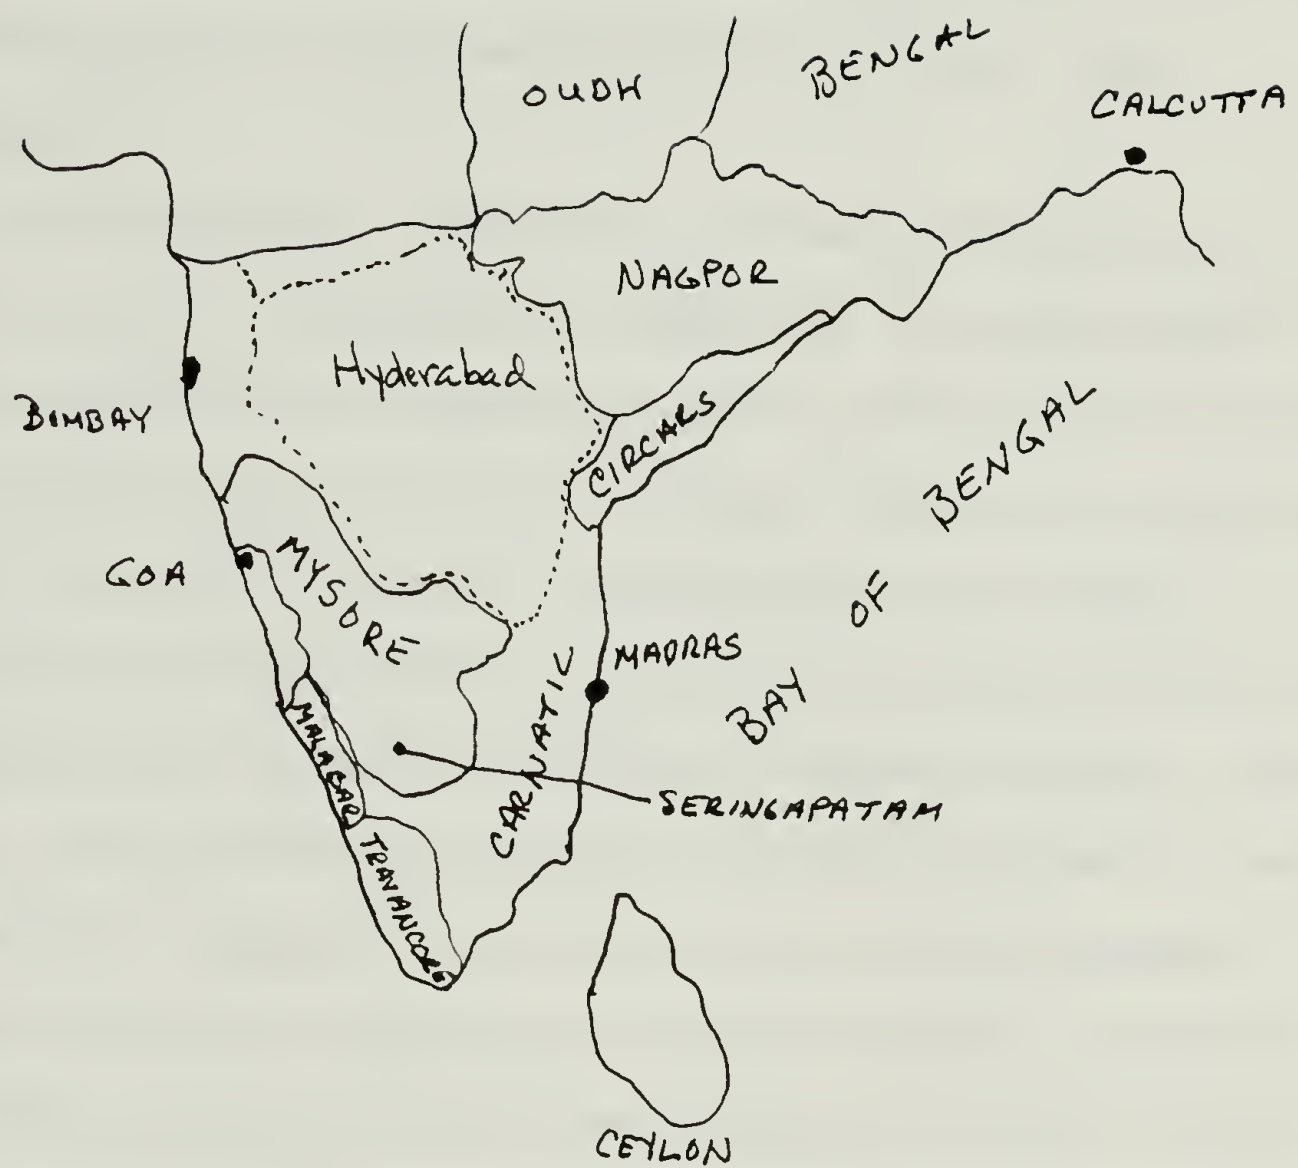 OUDH
BENGAL
CALCUTTA
NAGPOR
Hyderabad
BOMBAY
CIRCARS
BAY OF BENGAL
GOA
MYSORE
MADRAS
CARNATIC
MALABAR
SERINGAPATAM
TRAVANCORE
CEYLON